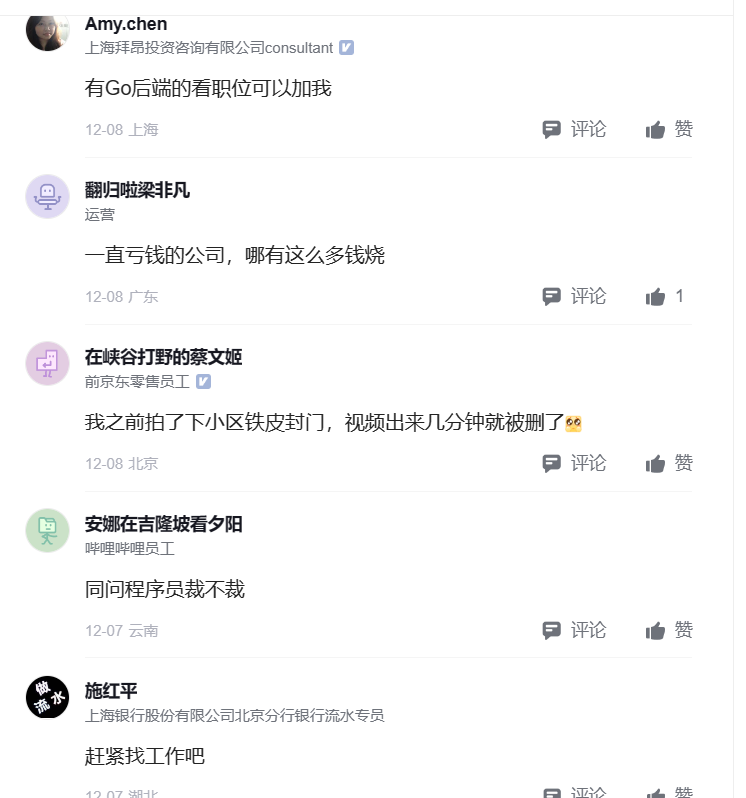 Amy.chen
上海拜昂投资咨询有限公司consultant
有Go后端的看职位可以加我
12-08 上海
评论
赞
翻归啦梁非凡
运营
一直亏钱的公司，哪有这么多钱烧
12-08 广东
评论
1
在峡谷打野的蔡文姬
前京东零售员工
我之前拍了下小区铁皮封门，视频出来几分钟就被删了
12-08 北京
评论
赞
安娜在吉隆坡看夕阳
哔哩哔哩员工
同问程序员裁不裁
12-07 云南
评论
赞
做
流水
施红平
上海银行股份有限公司北京分行银行流水专员
赶紧找工作吧
12-07 湖北
评论
赞